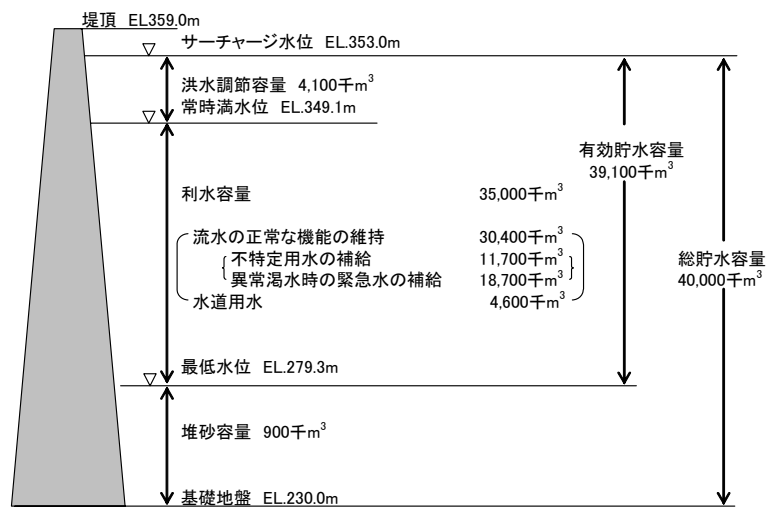 堤頂 EL359.0m
サーチャージ水位 EL.353.0m
洪水調節容量 4,100千m³
常時満水位 EL.349.1m
有効貯水容量
39,100千m³
利水容量 35,000千m³
流水の正常な機能の維持 30,400千m³
不特定用水の補給 11,700千m³
異常渇水時の緊急水の補給 18,700千m³
水道用水 4,600千m³
総貯水容量
40,000千m³
最低水位 EL.279.3m
堆砂容量 900千m³
基礎地盤 EL.230.0m